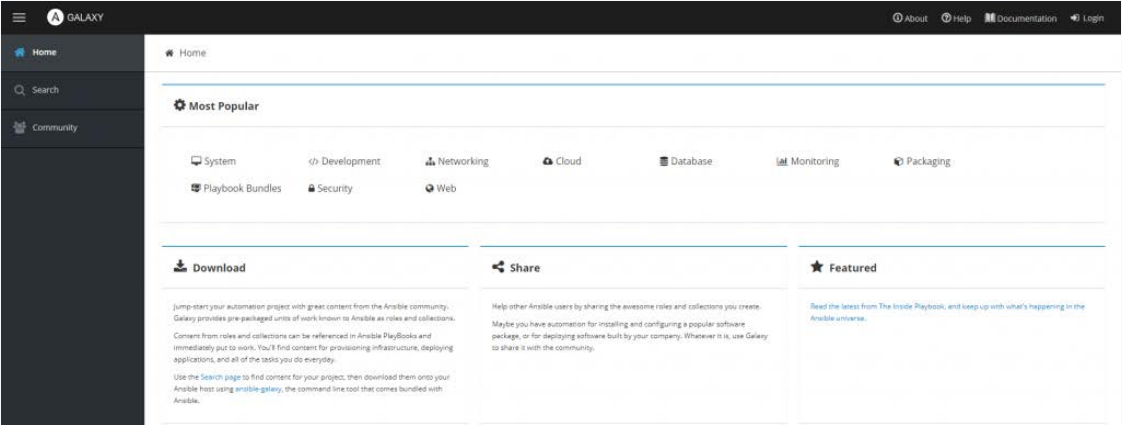 A GALAXY
About Help Documentation Login
Home
Search
Community
Home
Most Popular
System Development Networking Cloud Database Monitoring Packaging
Playbook Bundles Security Web
Download
Jump-start your automation project with great content from the Ansible community.
Galaxy provides pre-packaged units of work known to Ansible as roles and collections.
Content from roles and collections can be referenced in Ansible PlayBooks and
immediately put to work. You'll find content for provisioning infrastructure, deploying
applications, and all of the tasks you do everyday.
Use the Search page to find content for your project, then download them onto your
Ansible host using ansible-galaxy, the command line tool that comes bundled with
Ansible.
Share
Help other Ansible users by sharing the awesome roles and collections you create.
Maybe you have automation for installing and configuring a popular software
package, or for deploying software built by your company. Whatever it is, use Galaxy
to share it with the community.
Featured
Read the latest from The Inside Playbook, and keep up with what's happening in the
Ansible universe.